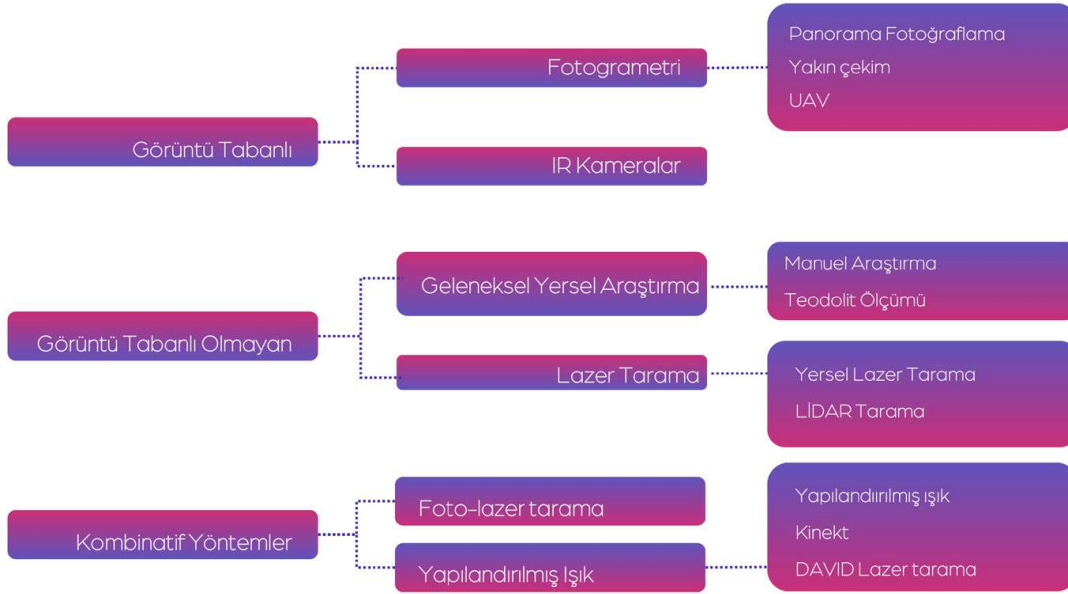 Görüntü Tabanlı
Fotogrametri
Panorama Fotoğraflama
Yakın çekim
UAV
IR Kameralar
Görüntü Tabanlı Olmayan
Geleneksel Yersel Araştırma
Manuel Araştırma
Teodolit Ölçümü
Lazer Tarama
Yersel Lazer Tarama
LİDAR Tarama
Kombinatif Yöntemler
Foto-lazer tarama
Yapılandırılmış Işık
Yapılandıırılmış ışık
Kinekt
DAVID Lazer tarama